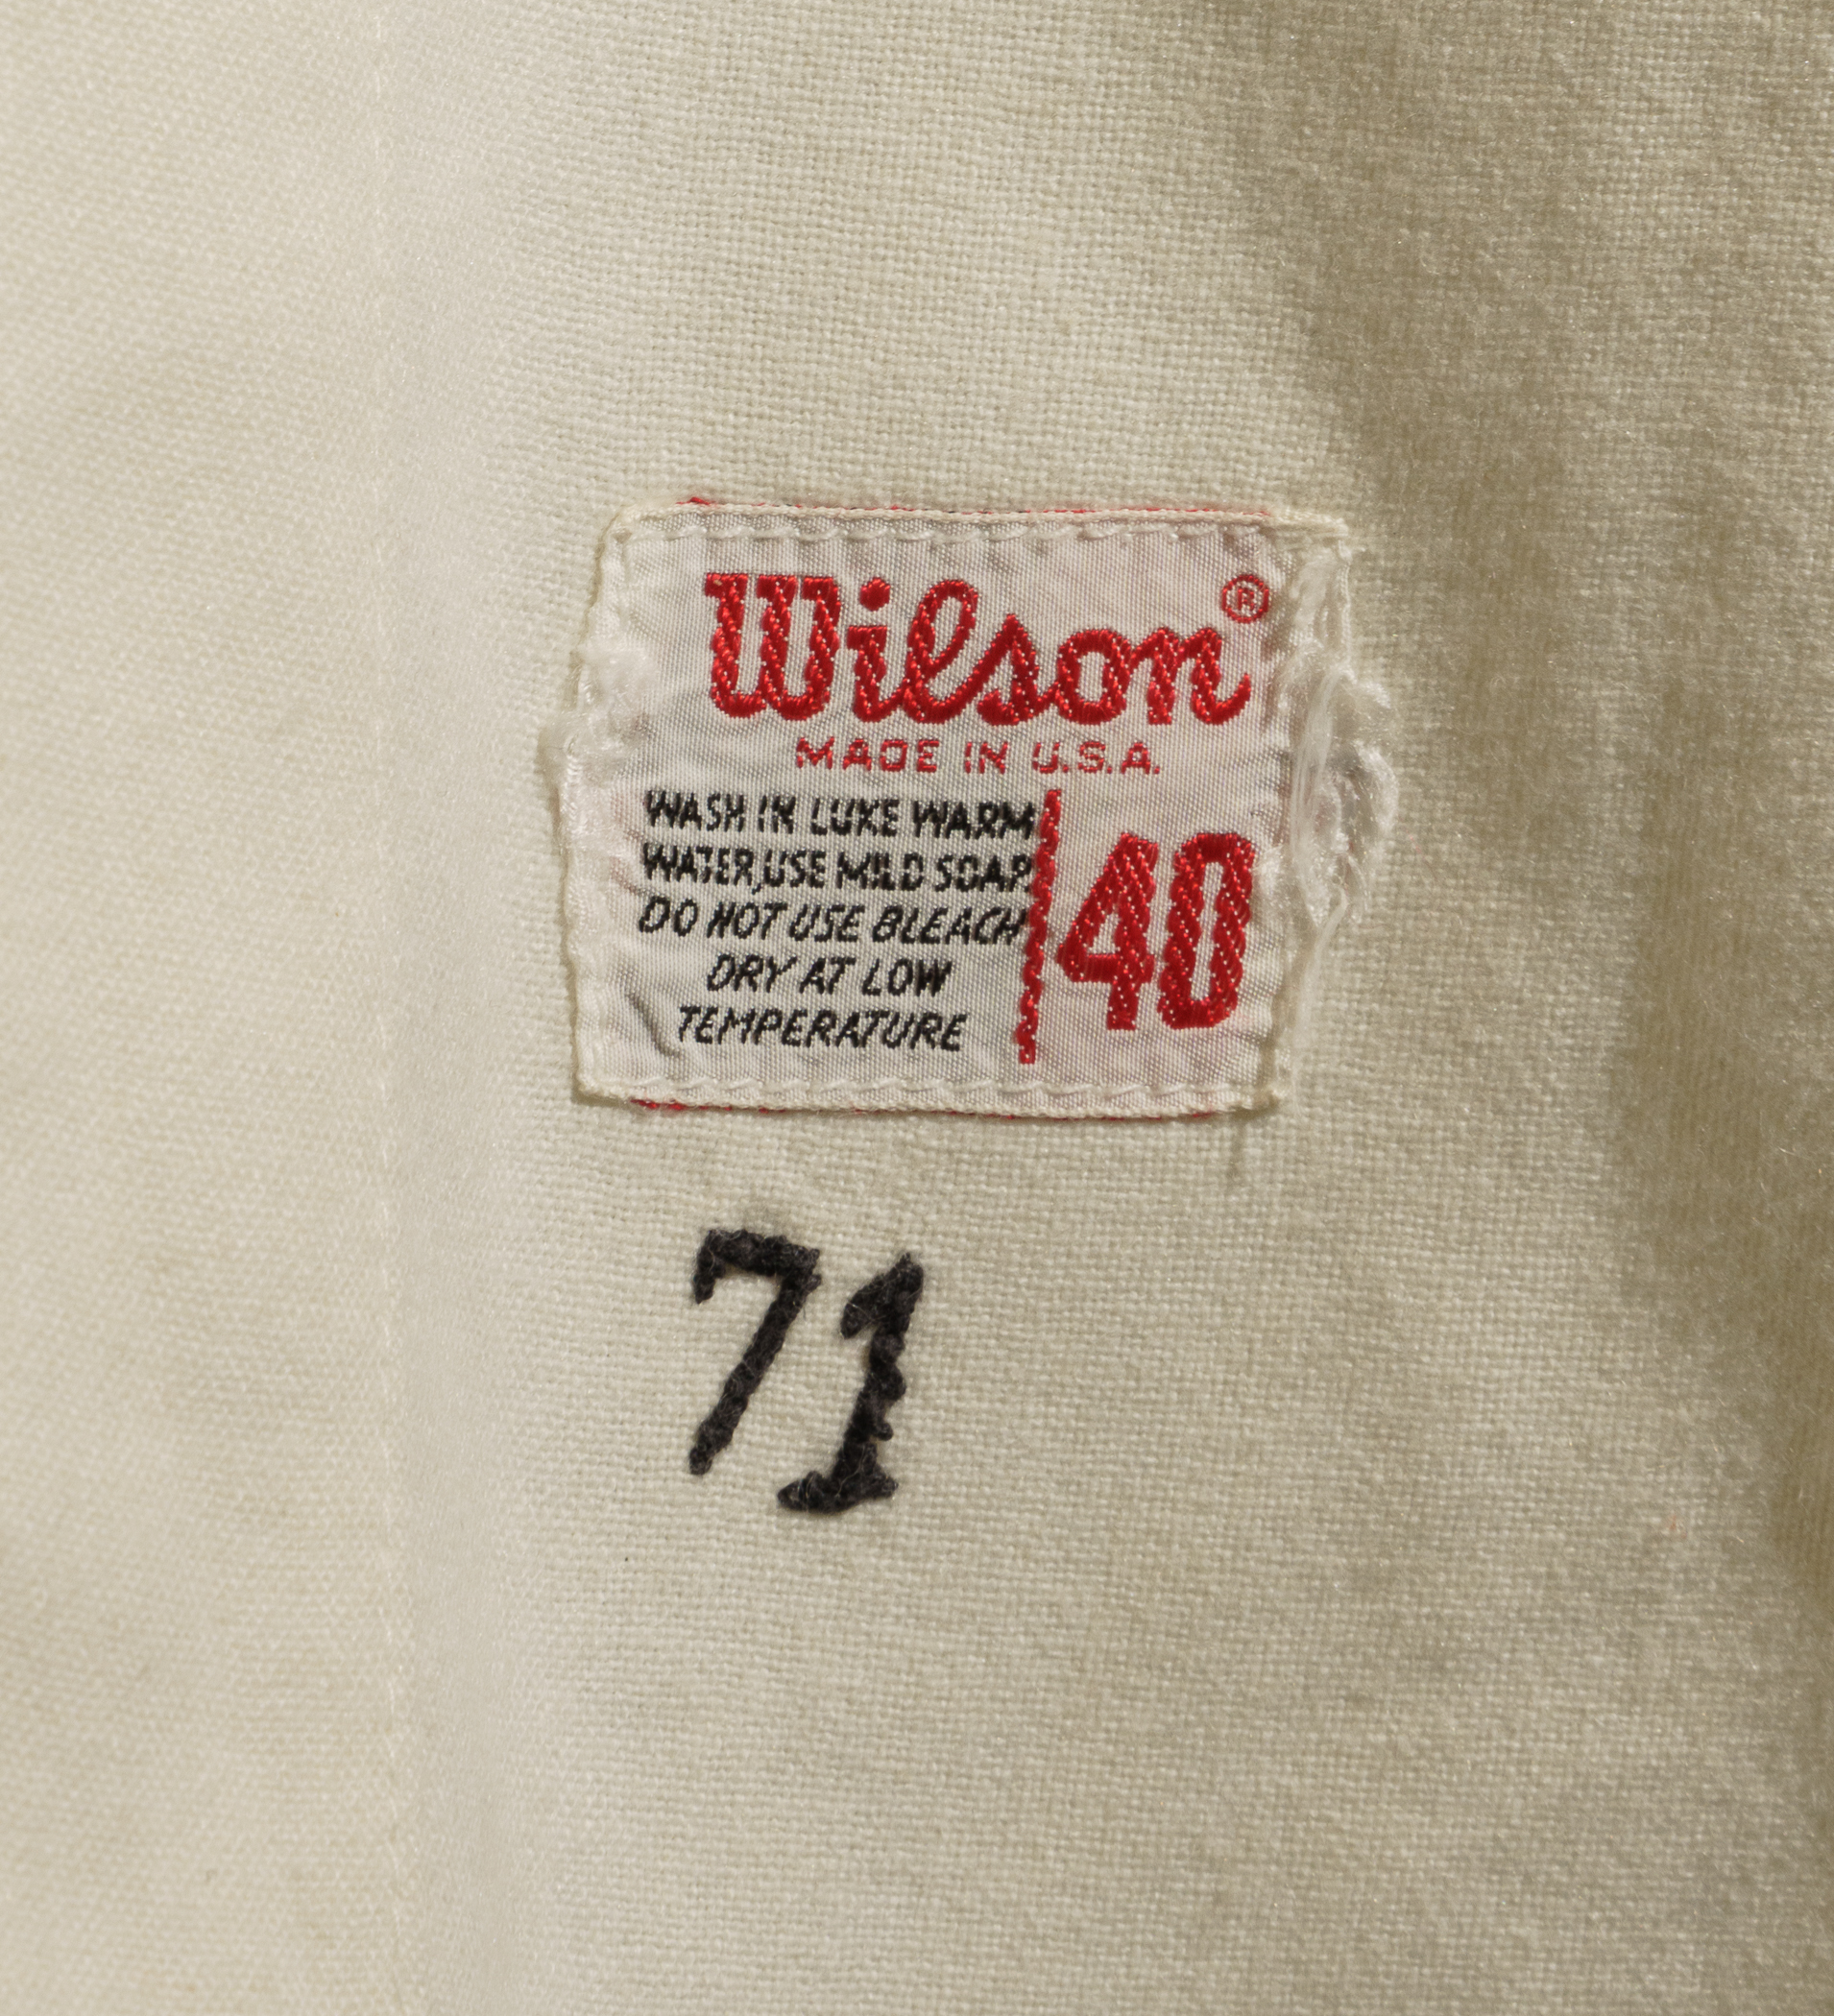 Wilson®
MADE IN U.S.A.
WASH IN LUKE WARM
WATER, USE MILD SOAP.
DO NOT USE BLEACH
DRY AT LOW
TEMPERATURE
40
71